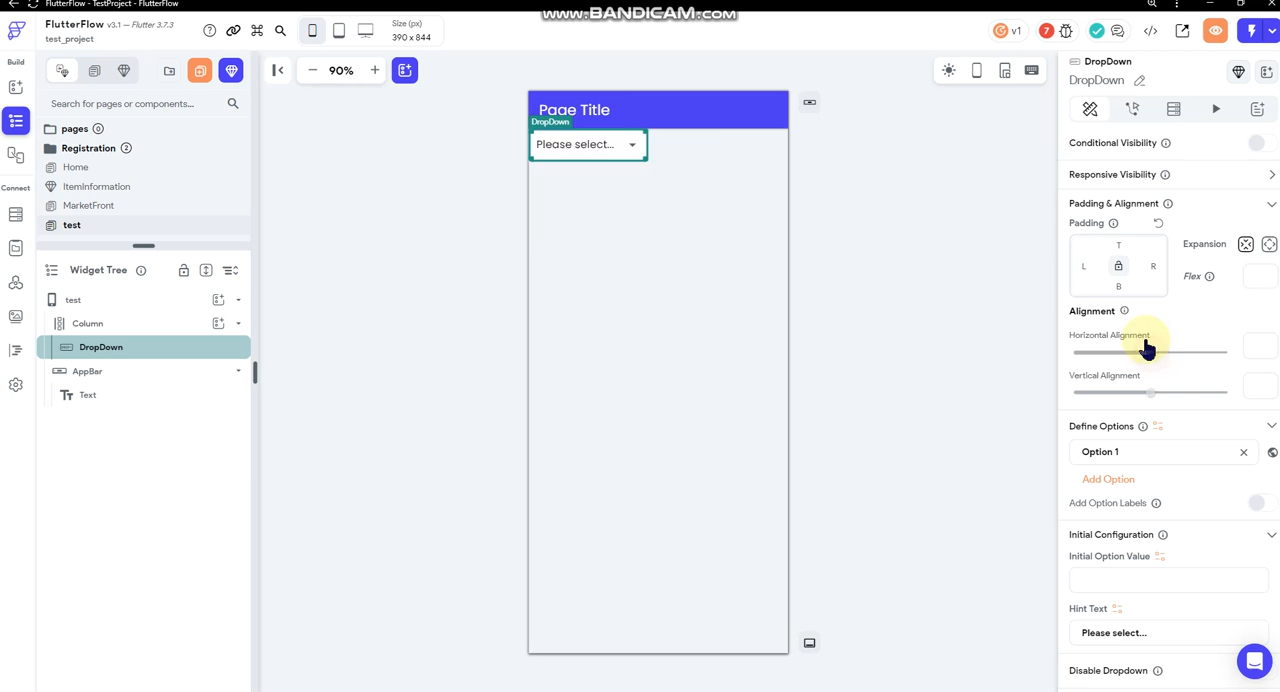 FlutterFlow - TestProject - FlutterFlow
www.BANDICAM.com
FlutterFlow v3.1 - Flutter 3.7.3
test_project
Size (px)
390 x 844
7
v1
Build
90%
Search for pages or components...
pages 0
Registration 2
Home
ItemInformation
MarketFront
test
Connect
Widget Tree
test
Column
DropDown
AppBar
Text
Page Title
DropDown
Please select...
DropDown
DropDown
Conditional Visibility
Responsive Visibility
Padding & Alignment
Padding
T
L
R
B
Expansion
Flex
Alignment
Horizontal Alignment
Vertical Alignment
Define Options
Option 1
Add Option
Add Option Labels
Initial Configuration
Initial Option Value
Hint Text
Please select...
Disable Dropdown